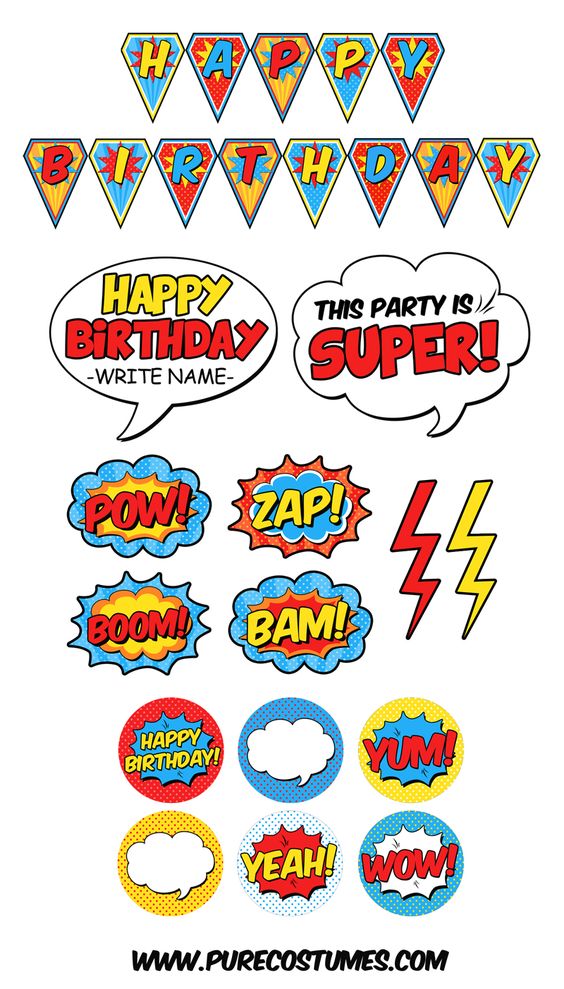 HAPPY
BIRTHDAY
HAPPY
BiRTHDAY
-WRITE NAME-
THIS PARTY IS
SUPER!
POW!
ZAP!
BOOM!
BAM!
HAPPY
BIRTHDAY!
YUM!
YEAH!
WOW!
WWW.PURECOSTUMES.COM